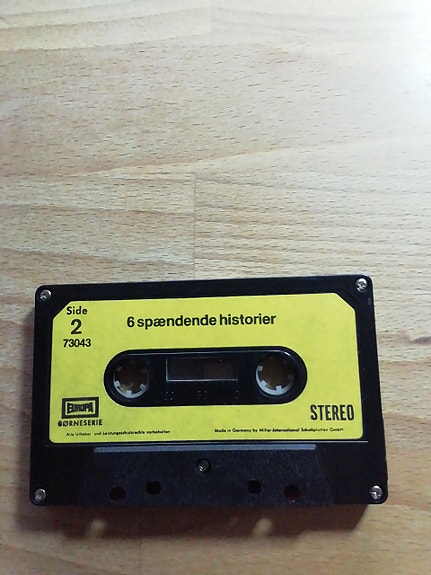 Side
2
73043
6 spændende historier
EUROPA
BØRNESERIE
STEREO
Alle Urheber- und Leistungsschutzrechte vorbehalten
Made in Germany by Miller International Schallplatten GmbH